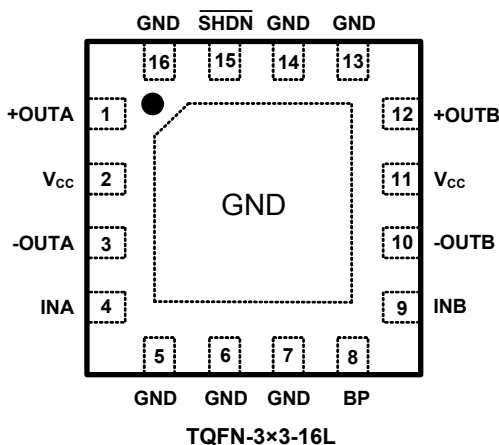 GND SHDN GND GND
16 15 14 13
+OUTA 1 12 +OUTB
VCC 2 11 VCC
GND
-OUTA 3 10 -OUTB
INA 4 9 INB
5 6 7 8
GND GND GND BP
TQFN-3×3-16L